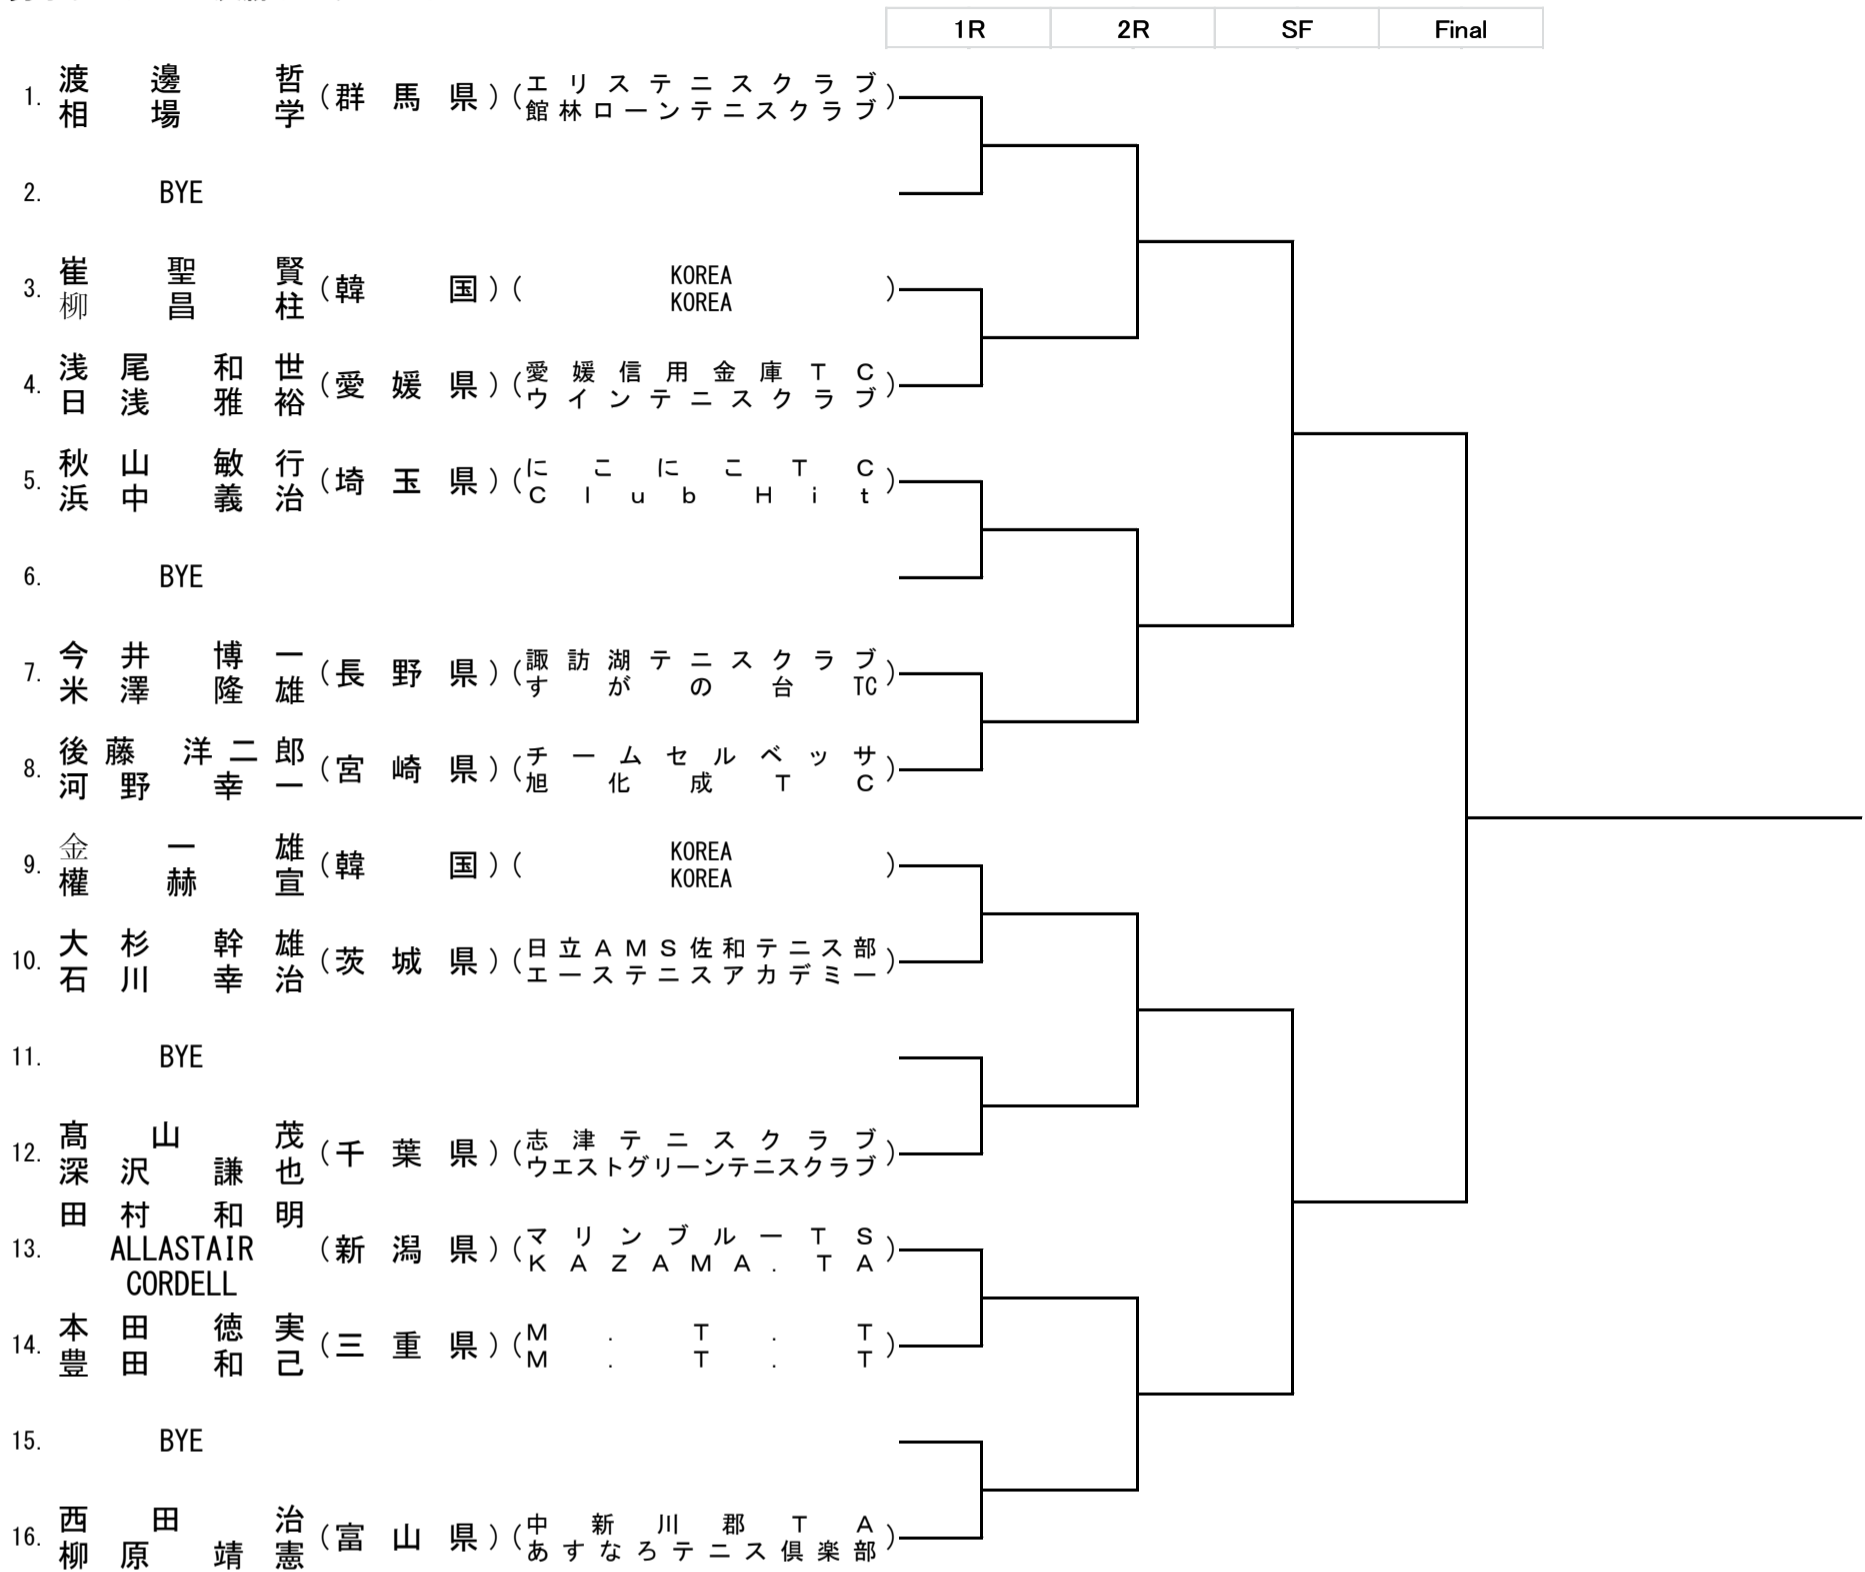 1R 2R SF Final
1. 渡邊 哲 (群馬県) (エリステニスクラブ
相場 学 館林ローンテニスクラブ)
2. BYE
3. 崔聖賢 (韓国) (KOREA
柳昌柱 KOREA)
4. 浅尾 和世 (愛媛県) (愛媛信用金庫TC
日浅 雅裕 ウインテニスクラブ)
5. 秋山 敏行 (埼玉県) (にこにこTC
浜中 義治 Club Hit)
6. BYE
7. 今井 博一 (長野県) (諏訪湖テニスクラブ
米澤 隆雄 すがの台TC)
8. 後藤 洋二郎 (宮崎県) (チームセルベッサ
河野 幸一 旭化成TC)
9. 金一雄 (韓国) (KOREA
權赫宣 KOREA)
10. 大杉 幹雄 (茨城県) (日立AMS佐和テニス部
石川 幸治 エーステニスアカデミー)
11. BYE
12. 髙山 茂 (千葉県) (志津テニスクラブ
深沢 謙也 ウエストグリーンテニスクラブ)
田村 和明
13. ALLASTAIR (新潟県) (マリンブルーTS
CORDELL KAZAMA.TA)
14. 本田 徳実 (三重県) (M.T.T
豊田 和己 M.T.T)
15. BYE
16. 西田 治 (富山県) (中新川郡TA
柳原 靖憲 あすなろテニス倶楽部)